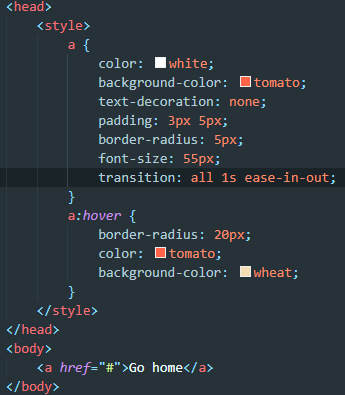 <head>
<style>
a {
color: white;
background-color: tomato;
text-decoration: none;
padding: 3px 5px;
border-radius: 5px;
font-size: 55px;
transition: all 1s ease-in-out;
}
a:hover {
border-radius: 20px;
color: tomato;
background-color: wheat;
}
</style>
</head>
<body>
<a href="#">Go home</a>
</body>